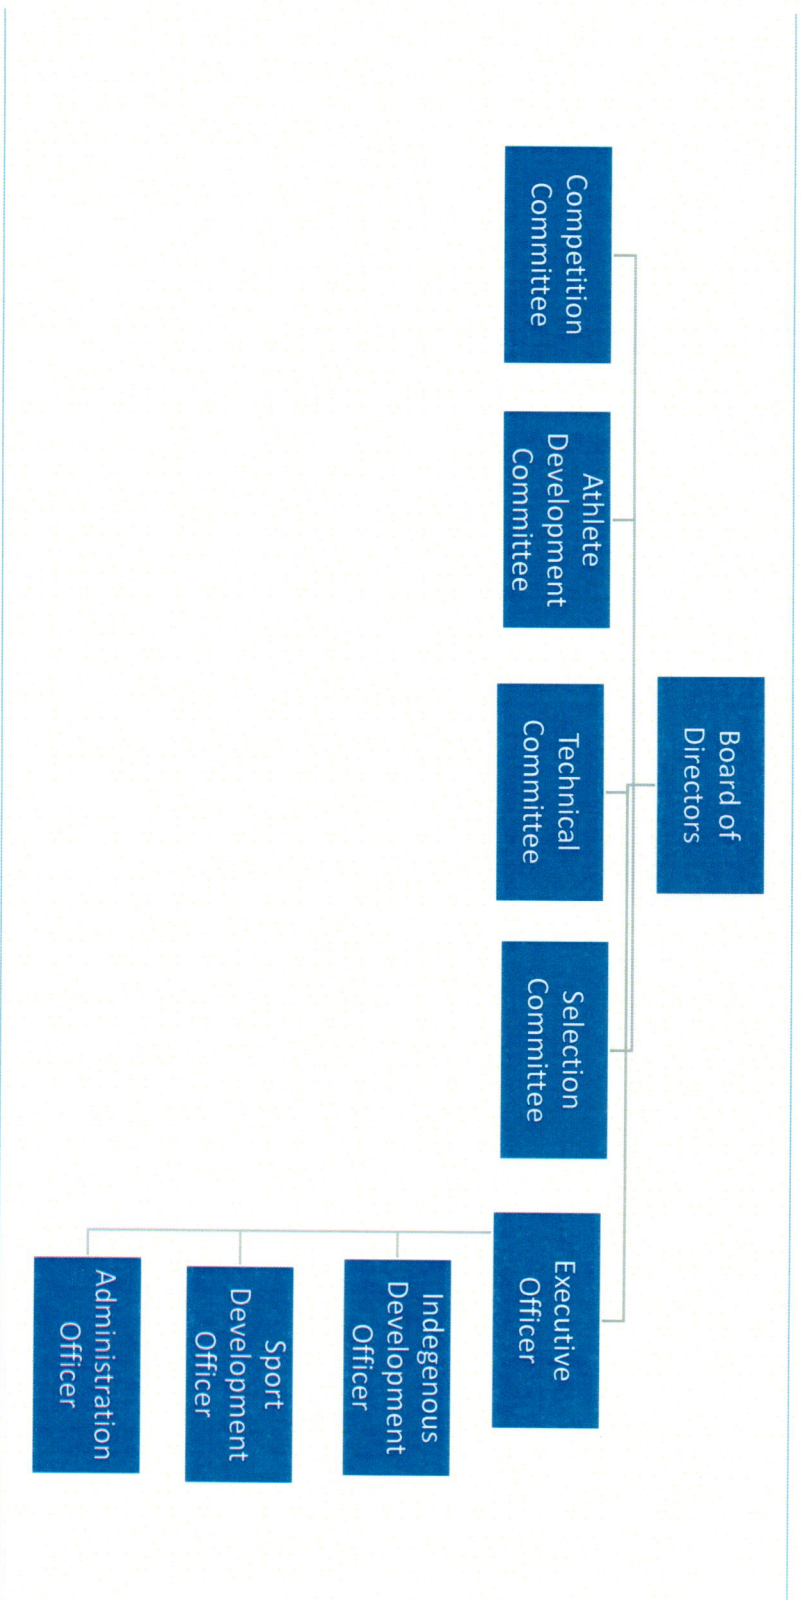 Board of
Directors
Competition
Committee
Athlete
Development
Committee
Technical
Committee
Selection
Committee
Executive
Officer
Indegenous
Development
Officer
Sport
Development
Officer
Administration
Officer